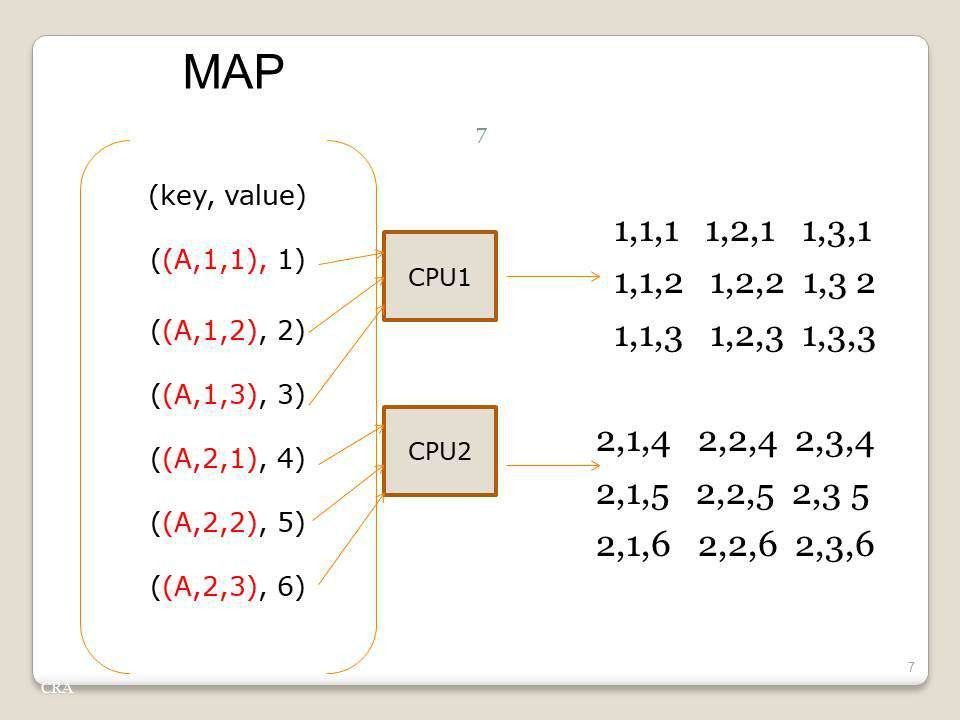 MAP
7
(key, value)
((A,1,1), 1)
((A,1,2), 2)
((A,1,3), 3)
((A,2,1), 4)
((A,2,2), 5)
((A,2,3), 6)
CPU1
1,1,1 1,2,1 1,3,1
1,1,2 1,2,2 1,3 2
1,1,3 1,2,3 1,3,3
CPU2
2,1,4 2,2,4 2,3,4
2,1,5 2,2,5 2,3 5
2,1,6 2,2,6 2,3,6
7
CRA